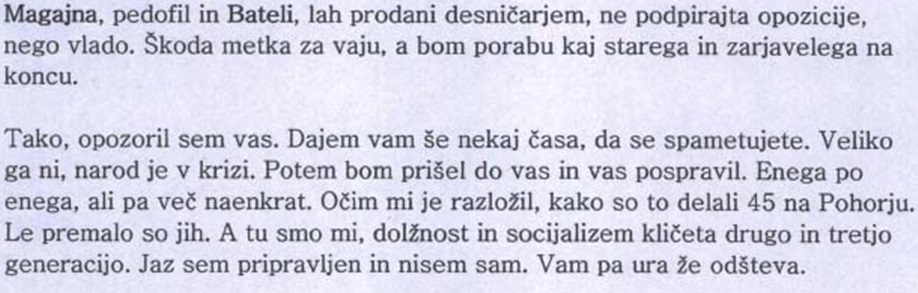 Magajna, pedofil in Bateli, lah prodani desničarjem, ne podpirajta opozicije,
nego vlado. Škoda metka za vaju, a bom porabu kaj starega in zarjavelega na
koncu.
Tako, opozoril sem vas. Dajem vam še nekaj časa, da se spametujete. Veliko
ga ni, narod je v krizi. Potem bom prišel do vas in vas pospravil. Enega po
enega, ali pa več naenkrat. Očim mi je razložil, kako so to delali 45 na Pohorju.
Le premalo so jih. A tu smo mi, dolžnost in socijalizem kličeta drugo in tretjo
generacijo. Jaz sem pripravljen in nisem sam. Vam pa ura že odšteva.